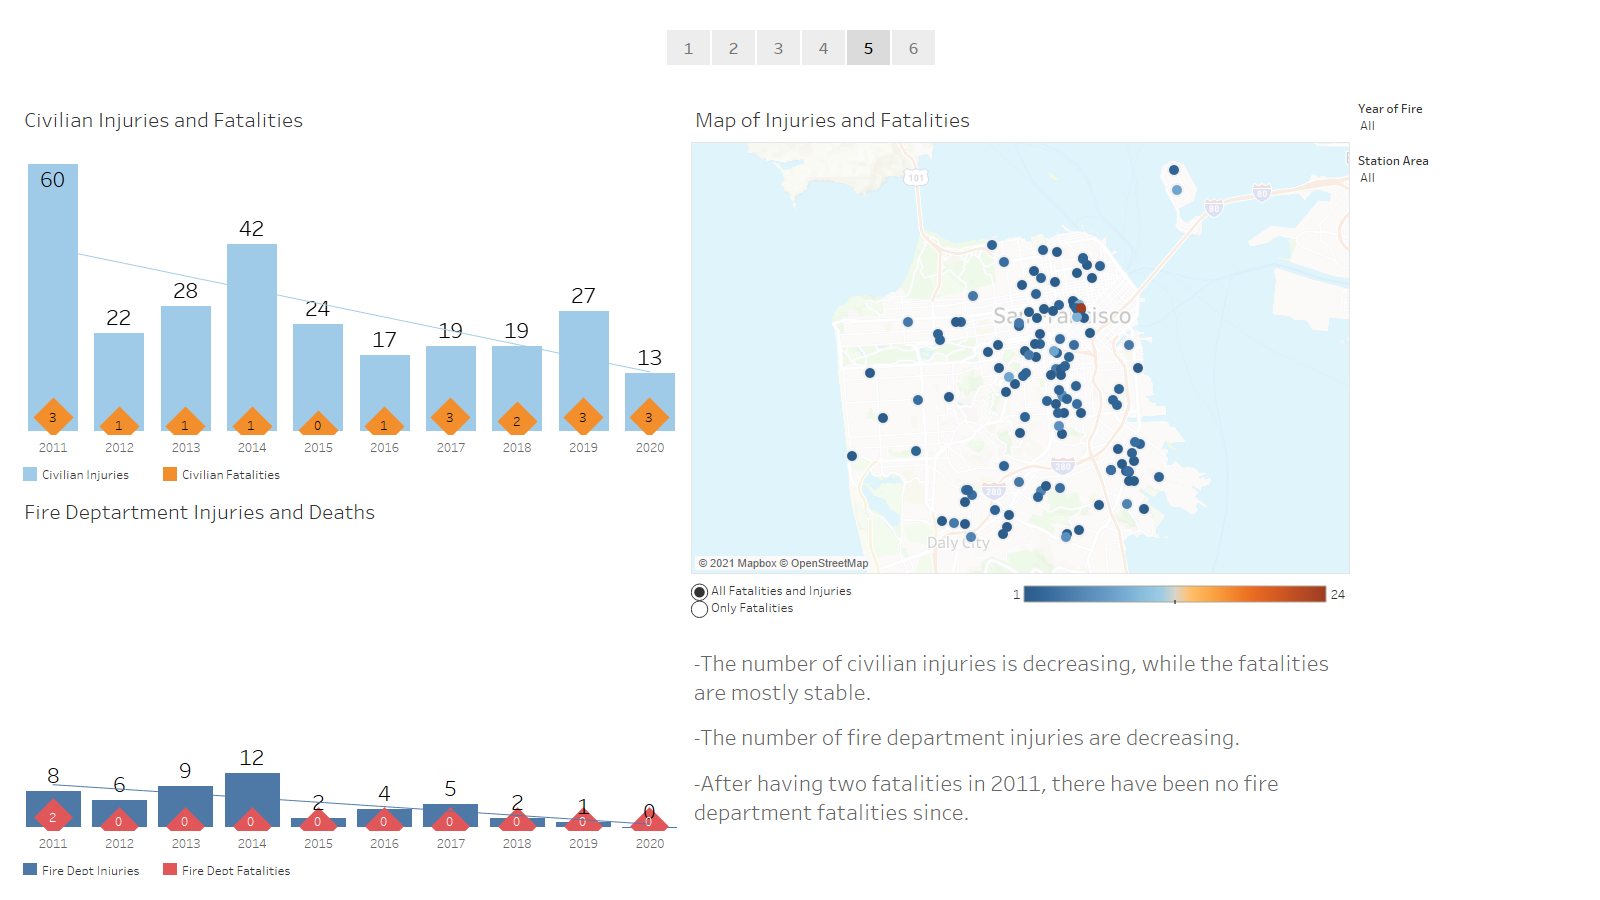 1 2 3 4 5 6
Civilian Injuries and Fatalities
60
22
28
42
24
17
19
19
27
13
3 1 1 1 0 1 3 2 3 3
2011 2012 2013 2014 2015 2016 2017 2018 2019 2020
Civilian Injuries Civilian Fatalities
Fire Deptartment Injuries and Deaths
8 6 9 12 2 4 5 2 1 0
2 0 0 0 0 0 0 0 0 0
2011 2012 2013 2014 2015 2016 2017 2018 2019 2020
Fire Dept Injuries Fire Dept Fatalities
Map of Injuries and Fatalities
101
80
80
San Francisco
280
280
Daly City
© 2021 Mapbox © OpenStreetMap
All Fatalities and Injuries
Only Fatalities
1 24
Year of Fire
All
Station Area
All
-The number of civilian injuries is decreasing, while the fatalities
are mostly stable.
-The number of fire department injuries are decreasing.
-After having two fatalities in 2011, there have been no fire
department fatalities since.